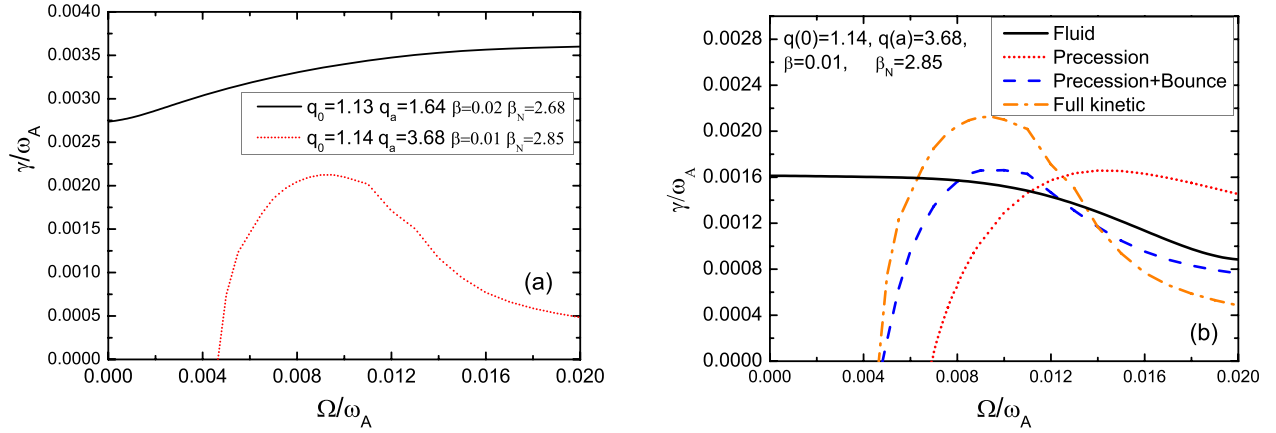 0.0040
0.0035
0.0030
0.0025
0.0020
0.0015
0.0010
0.0005
0.0000
γ/ω_A
q_0=1.13 q_a=1.64 β=0.02 β_N=2.68
q_0=1.14 q_a=3.68 β=0.01 β_N=2.85
(a)
0.000 0.004 0.008 0.012 0.016 0.020
Ω/ω_A
0.0028
0.0024
0.0020
0.0016
0.0012
0.0008
0.0004
0.0000
γ/ω_A
q(0)=1.14, q(a)=3.68,
β=0.01, β_N=2.85
Fluid
Precession
Precession+Bounce
Full kinetic
(b)
0.000 0.004 0.008 0.012 0.016 0.020
Ω/ω_A